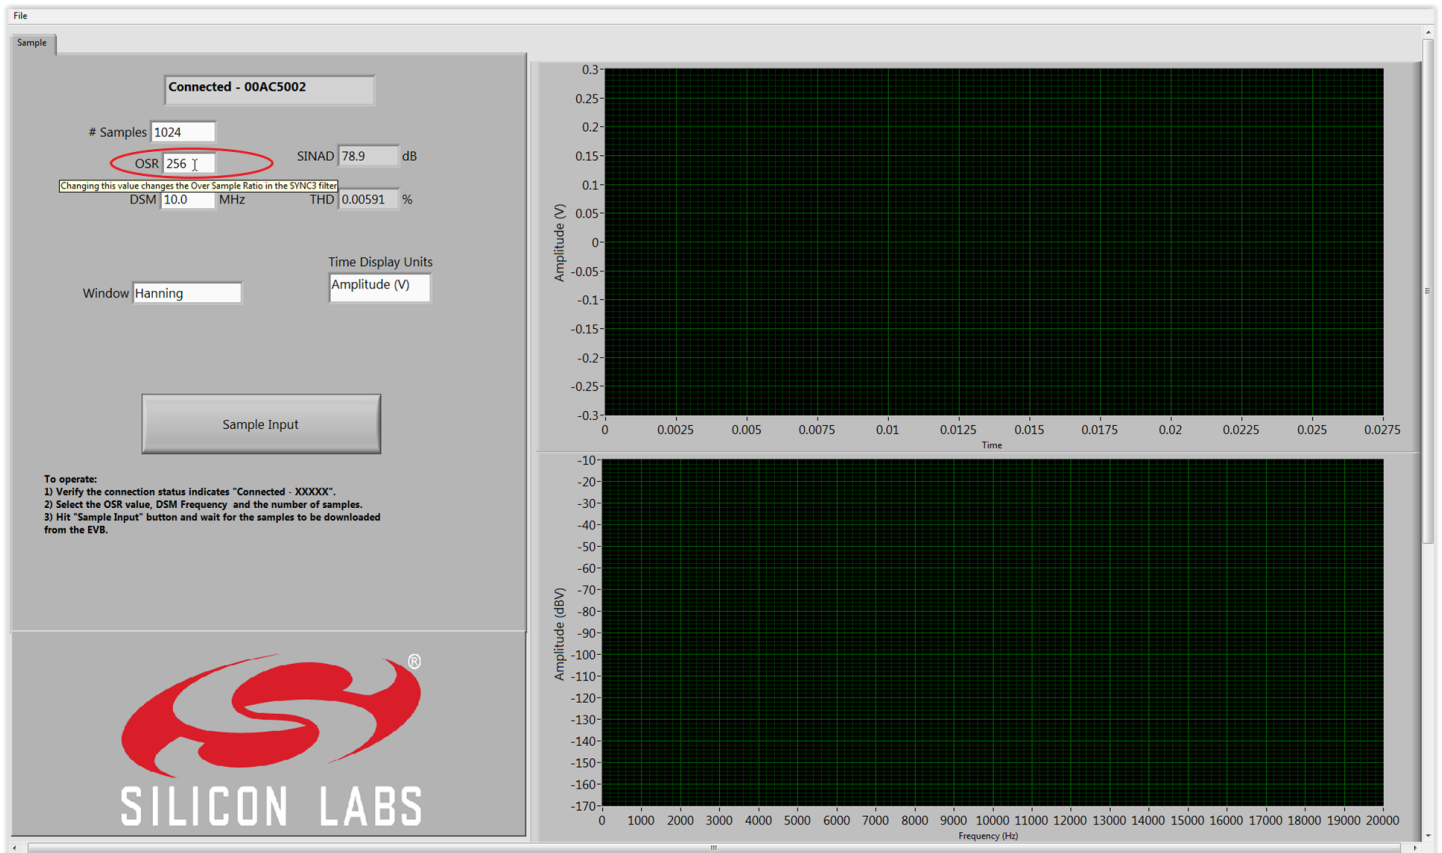 File
Sample
Connected - 00AC5002
# Samples 1024
OSR 256
SINAD 78.9 dB
Changing this value changes the Over Sample Ratio in the SYNC3 filter
DSM 10.0 MHz
THD 0.00591 %
Time Display Units
Amplitude (V)
Window Hanning
Sample Input
To operate:
1) Verify the connection status indicates "Connected - XXXXX".
2) Select the OSR value, DSM Frequency  and the number of samples.
3) Hit "Sample Input" button and wait for the samples to be downloaded
from the EVB.
®
SILICON LABS
Amplitude (V)
0.3
0.25
0.2
0.15
0.1
0.05
0
-0.05
-0.1
-0.15
-0.2
-0.25
-0.3
0 0.0025 0.005 0.0075 0.01 0.0125 0.015 0.0175 0.02 0.0225 0.025 0.0275
Time
Amplitude (dBV)
-10
-20
-30
-40
-50
-60
-70
-80
-90
-100
-110
-120
-130
-140
-150
-160
-170
0 1000 2000 3000 4000 5000 6000 7000 8000 9000 10000 11000 12000 13000 14000 15000 16000 17000 18000 19000 20000
Frequency (Hz)